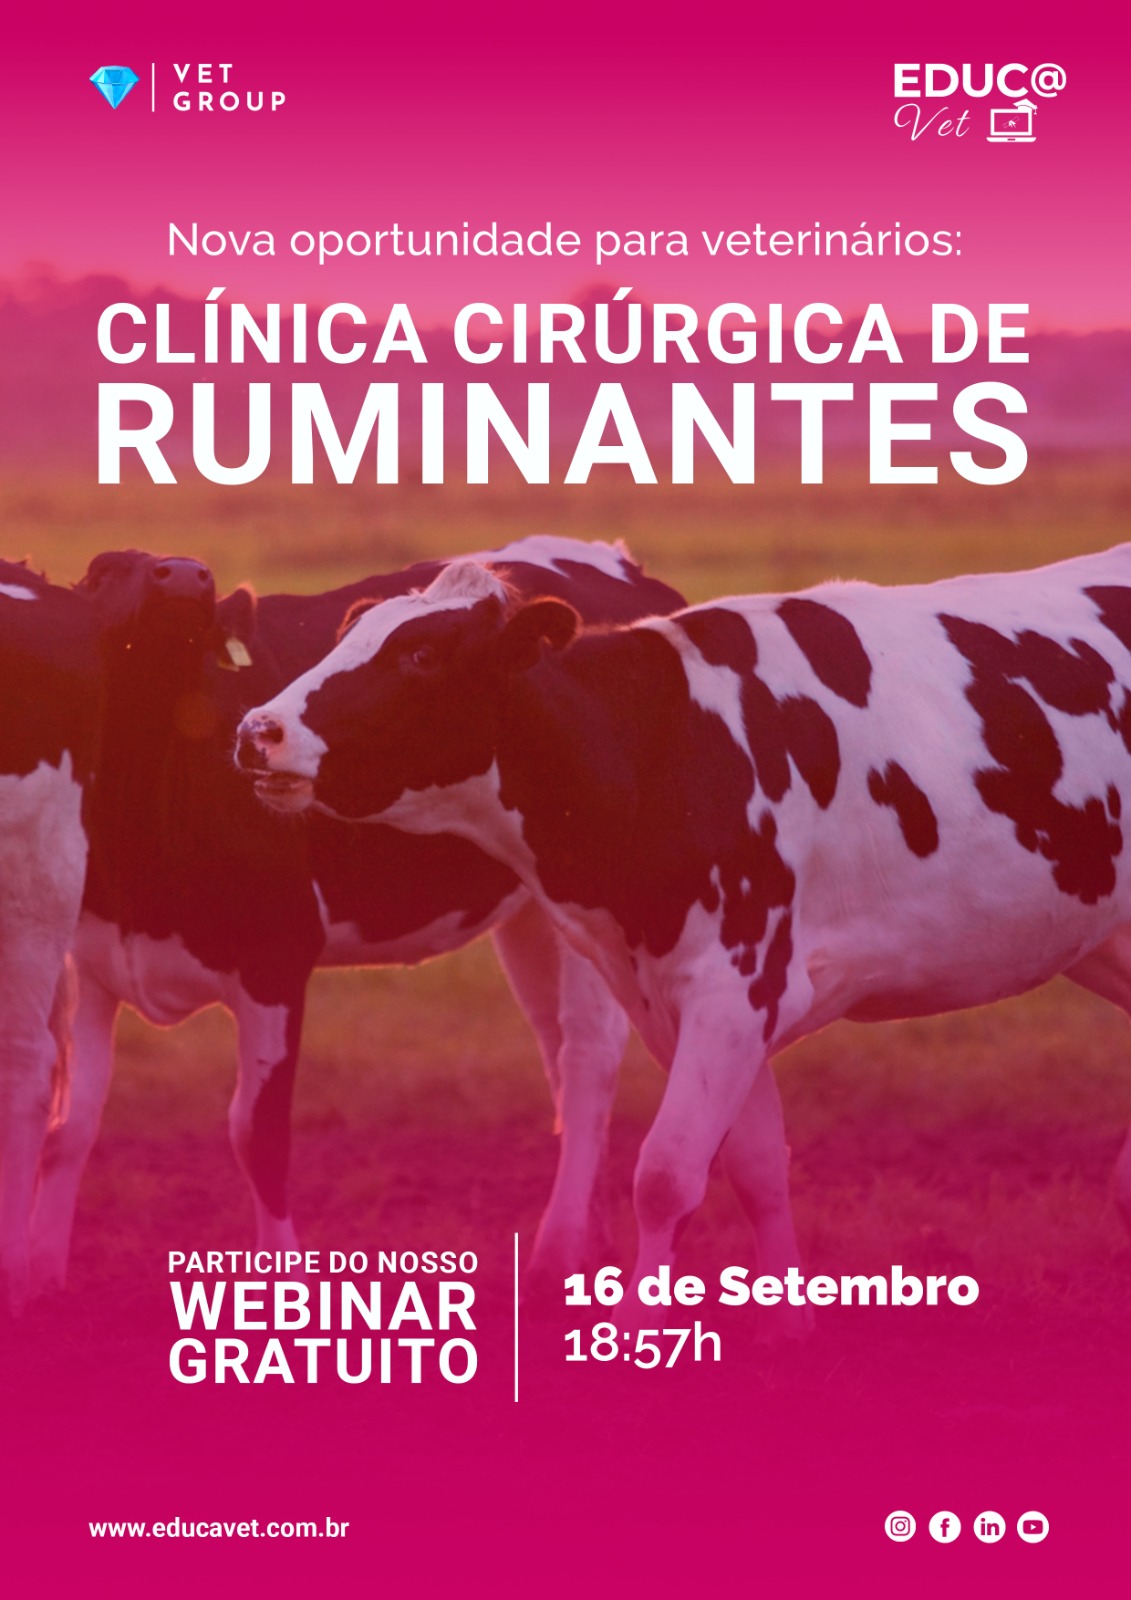 VET
GROUP
EDUC@
Vet
Nova oportunidade para veterinários:
CLÍNICA CIRÚRGICA DE
RUMINANTES
PARTICIPE DO NOSSO
WEBINAR
GRATUITO
16 de Setembro
18:57h
www.educavet.com.br